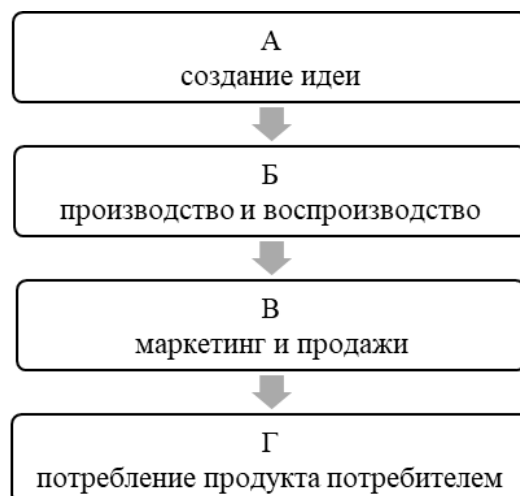 А
создание идеи
Б
производство и воспроизводство
В
маркетинг и продажи
Г
потребление продукта потребителем